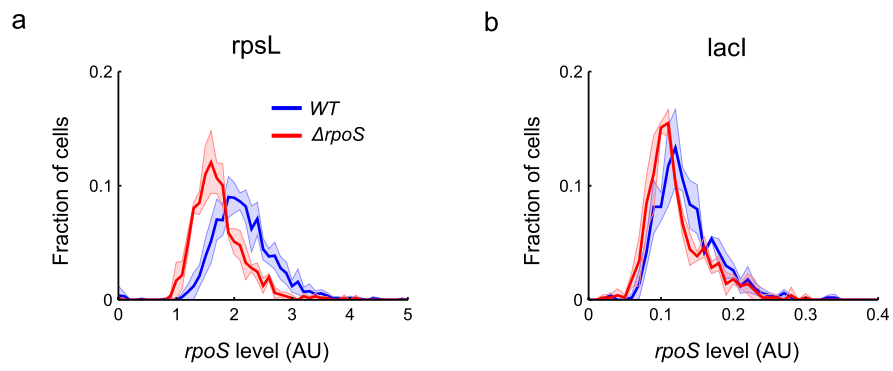 a
rpsL
0.2
0.1
0
Fraction of cells
WT
ΔrpoS
0 1 2 3 4 5
rpoS level (AU)
b
lacI
0.2
0.1
0
Fraction of cells
0 0.1 0.2 0.3 0.4
rpoS level (AU)